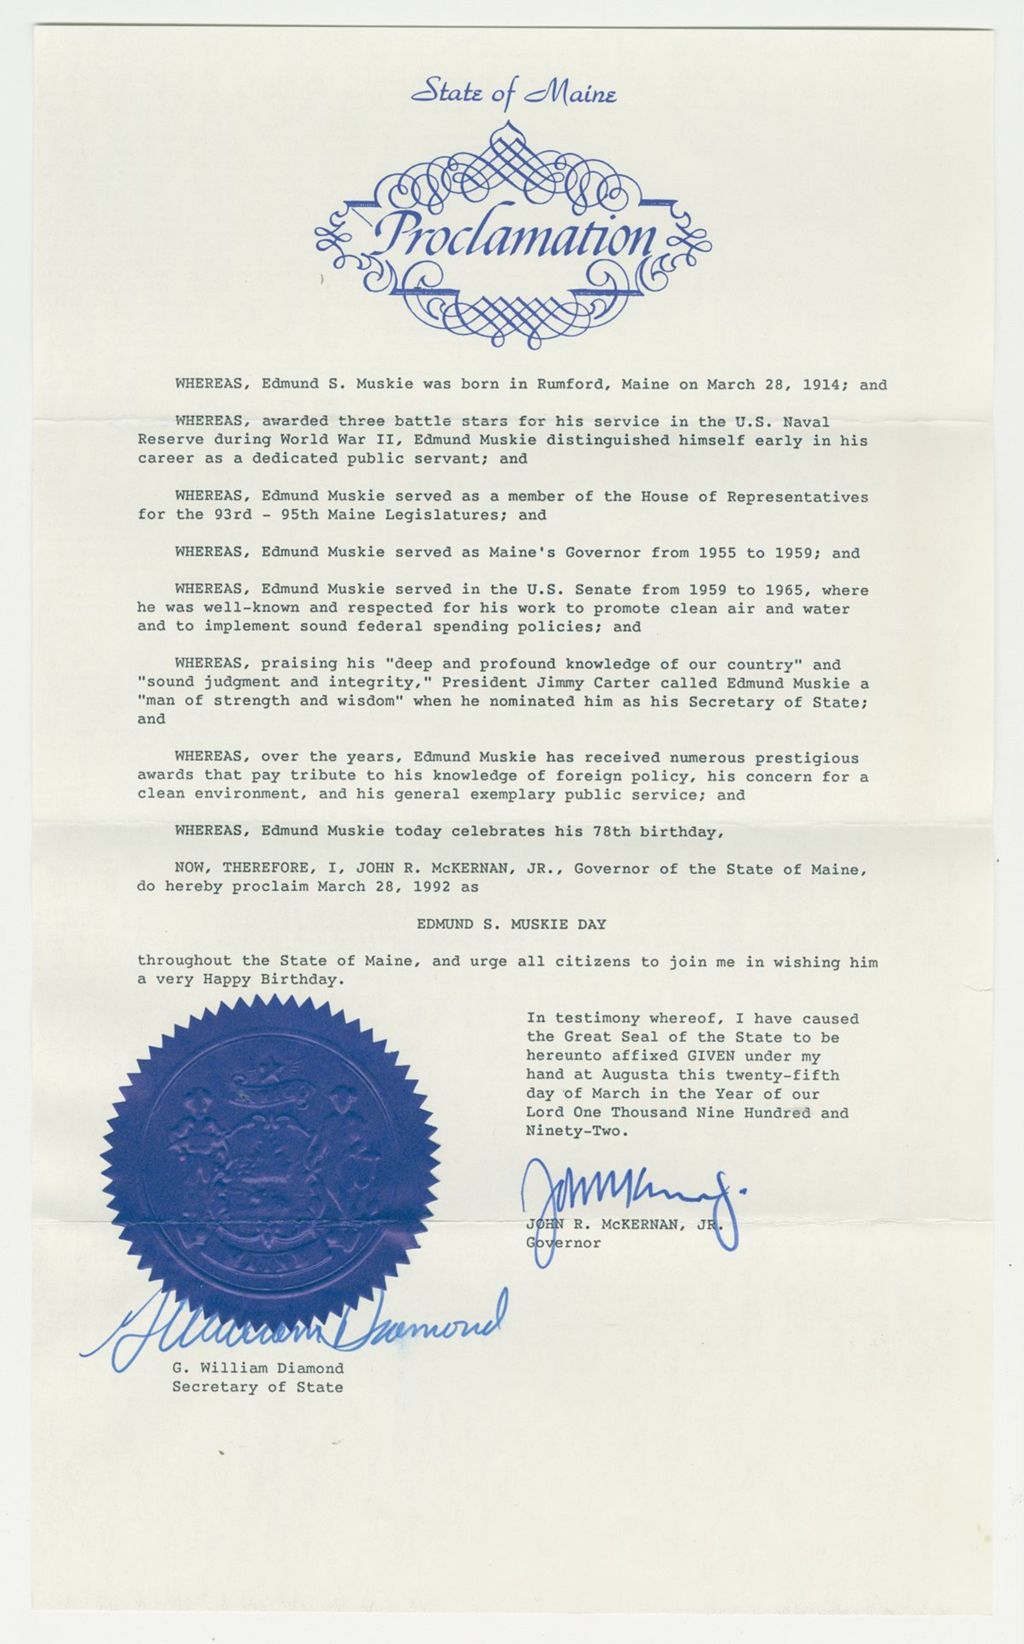 State of Maine
Proclamation
WHEREAS, Edmund S. Muskie was born in Rumford, Maine on March 28, 1914; and
WHEREAS, awarded three battle stars for his service in the U.S. Naval
Reserve during World War II, Edmund Muskie distinguished himself early in his
career as a dedicated public servant; and
WHEREAS, Edmund Muskie served as a member of the House of Representatives
for the 93rd - 95th Maine Legislatures; and
WHEREAS, Edmund Muskie served as Maine's Governor from 1955 to 1959; and
WHEREAS, Edmund Muskie served in the U.S. Senate from 1959 to 1965, where
he was well-known and respected for his work to promote clean air and water
and to implement sound federal spending policies; and
WHEREAS, praising his "deep and profound knowledge of our country" and
"sound judgment and integrity," President Jimmy Carter called Edmund Muskie a
"man of strength and wisdom" when he nominated him as his Secretary of State;
and
WHEREAS, over the years, Edmund Muskie has received numerous prestigious
awards that pay tribute to his knowledge of foreign policy, his concern for a
clean environment, and his general exemplary public service; and
WHEREAS, Edmund Muskie today celebrates his 78th birthday,
NOW, THEREFORE, I, JOHN R. McKERNAN, JR., Governor of the State of Maine,
do hereby proclaim March 28, 1992 as
EDMUND S. MUSKIE DAY
throughout the State of Maine, and urge all citizens to join me in wishing him
a very Happy Birthday.
In testimony whereof, I have caused
the Great Seal of the State to be
hereunto affixed GIVEN under my
hand at Augusta this twenty-fifth
day of March in the Year of our
Lord One Thousand Nine Hundred and
Ninety-Two.
JOHN R. McKERNAN, JR.
Governor
MAINE
G. William Diamond
G. William Diamond
Secretary of State